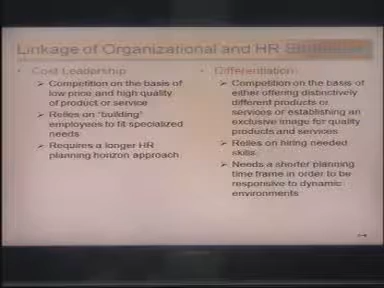 Linkage of Organizational and HR
• Cost Leadership
➢ Competition on the basis of
low price and high quality
of product or service
➢ Relies on "building"
employees to fit specialized
needs
➢ Requires a longer HR
planning horizon approach
• Differentiation
➢ Competition on the basis of
either offering distinctively
different products or
services or establishing an
exclusive image for quality
products and services
➢ Relies on hiring needed
skills.
➢ Needs a shorter planning
time frame in order to be
responsive to dynamic
environments